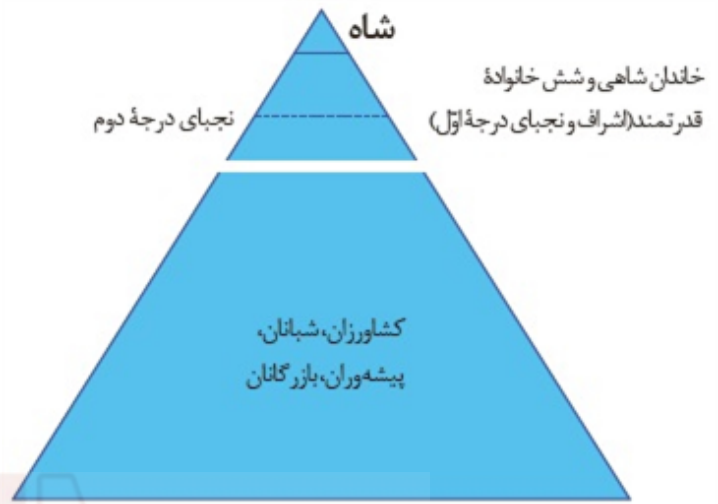 شاه
خاندان شاهی و شش خانوادهٔ
قدرتمند(اشراف و نجبای درجهٔ اوّل)
نجبای درجهٔ دوم
کشاورزان، شبانان،
پیشه‌وران، بازرگانان